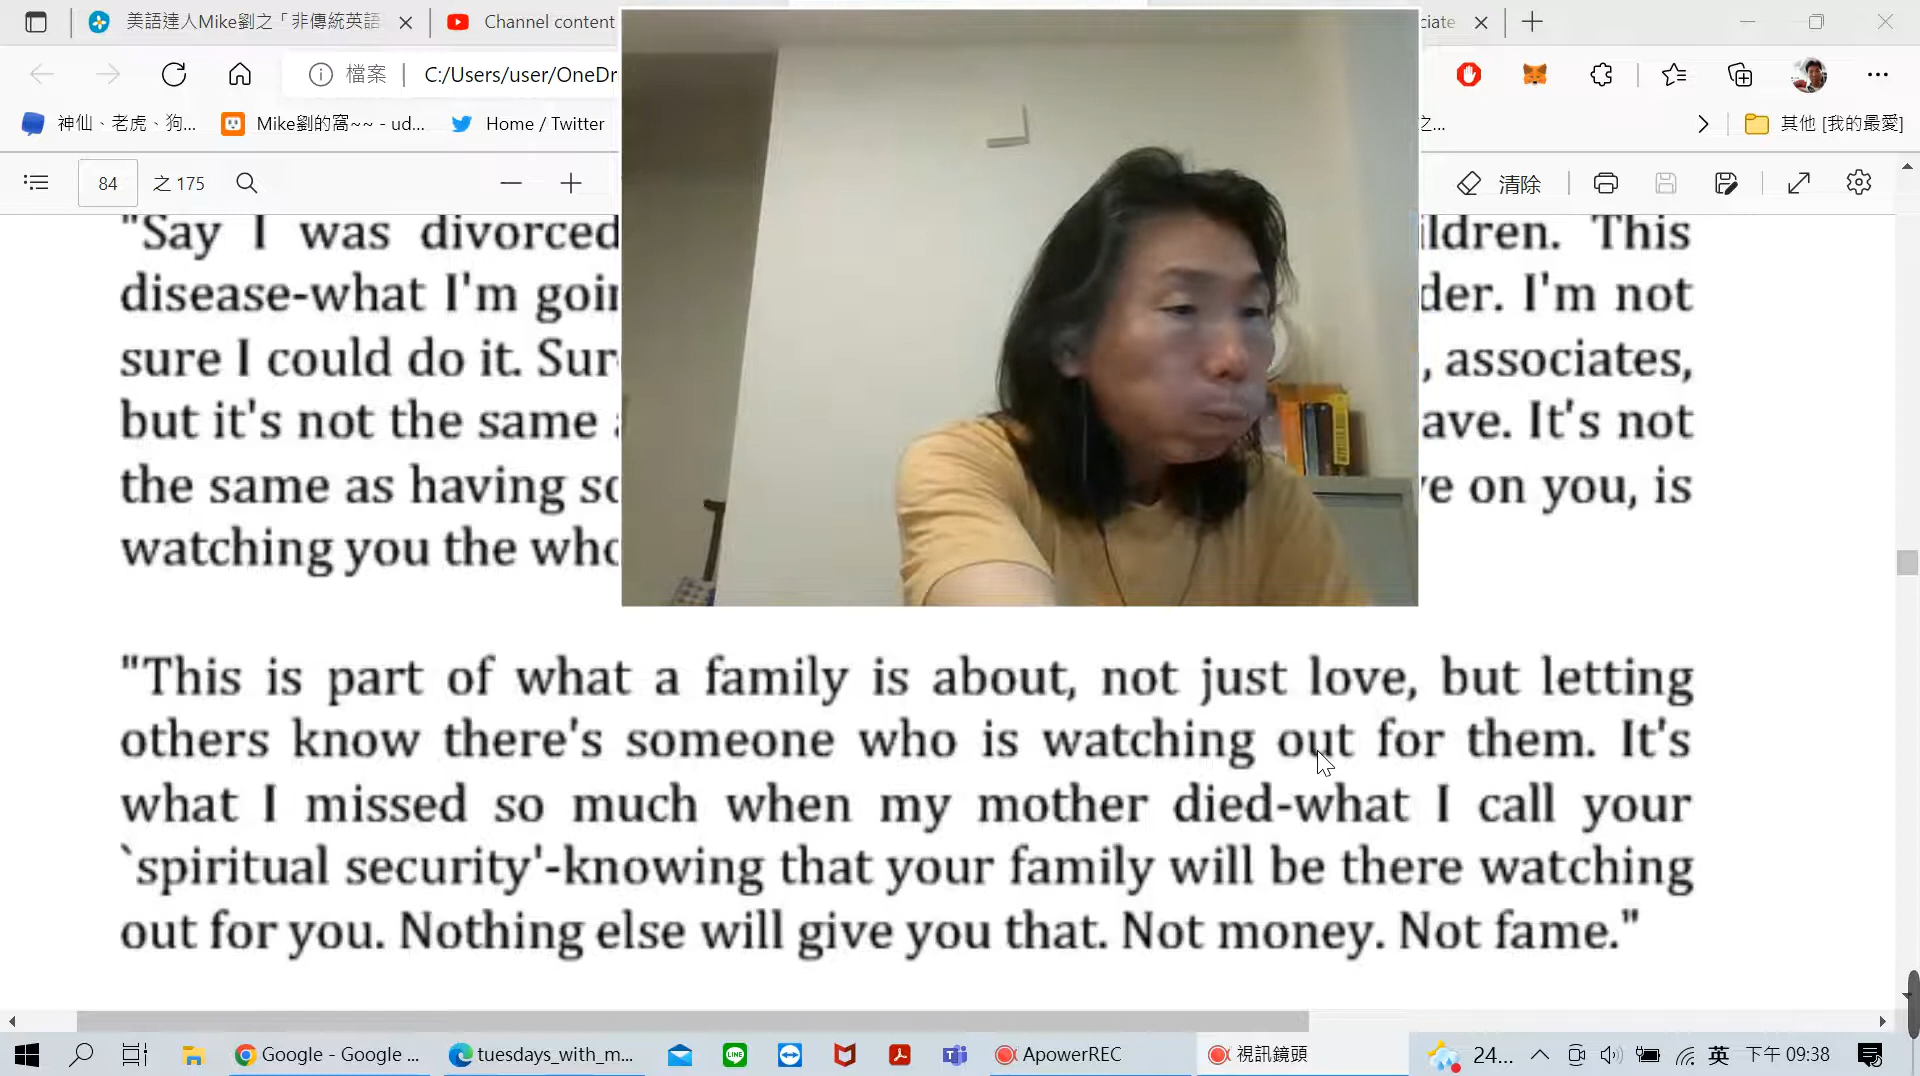 美語達人Mike劉之「非傳統英語
Channel content
ciate
檔案
C:/Users/user/OneDr
神仙、老虎、狗...
Mike劉的窩~~ - ud...
Home / Twitter
之...
其他 [我的最愛]
84
之 175
清除
"Say I was divorced
ildren. This
disease-what I'm goin
der. I'm not
sure I could do it. Sur
, associates,
but it's not the same
ave. It's not
the same as having so
e on you, is
watching you the who
"This is part of what a family is about, not just love, but letting
others know there's someone who is watching out for them. It's
what I missed so much when my mother died-what I call your
`spiritual security'-knowing that your family will be there watching
out for you. Nothing else will give you that. Not money. Not fame."
Google - Google ...
tuesdays_with_m...
LINE
ApowerREC
視訊鏡頭
24...
英
下午 09:38